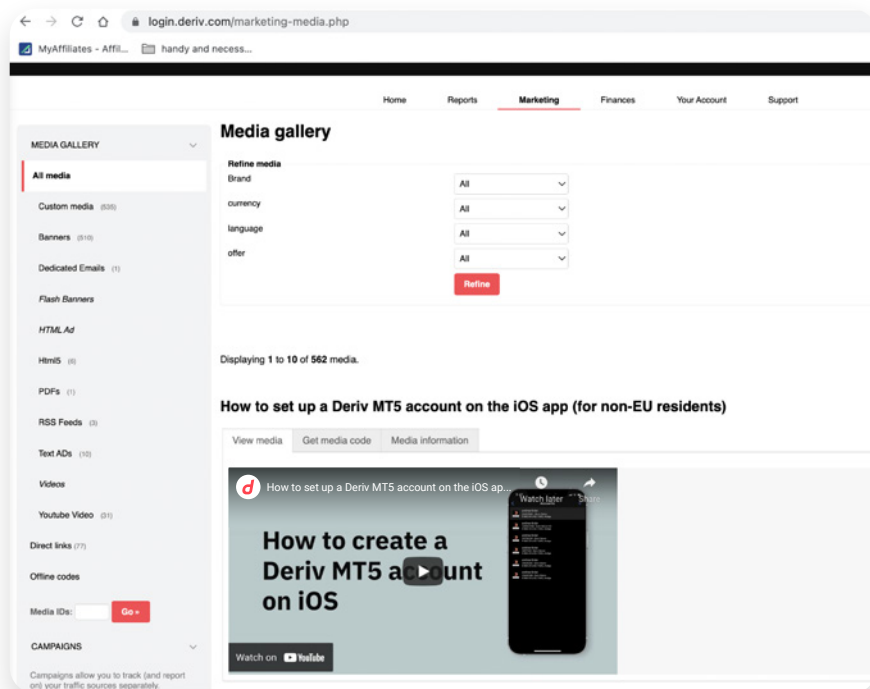 login.deriv.com/marketing-media.php
MyAffiliates - Affil... handy and necess...
Home Reports Marketing Finances Your Account Support
MEDIA GALLERY
All media
Custom media (535)
Banners (510)
Dedicated Emails (1)
Flash Banners
HTML Ad
Html5 (6)
PDFs (1)
RSS Feeds (3)
Text ADs (10)
Videos
Youtube Video (31)
Direct links (77)
Offline codes
Media IDs: Go »
CAMPAIGNS
Campaigns allow you to track (and report
on) your traffic sources separately.
Media gallery
Refine media
Brand All
currency All
language All
offer All
Refine
Displaying 1 to 10 of 562 media.
How to set up a Deriv MT5 account on the iOS app (for non-EU residents)
View media Get media code Media information
d How to set up a Deriv MT5 account on the iOS ap...
Watch later Share
How to create a
Deriv MT5 account
on iOS
Watch on YouTube